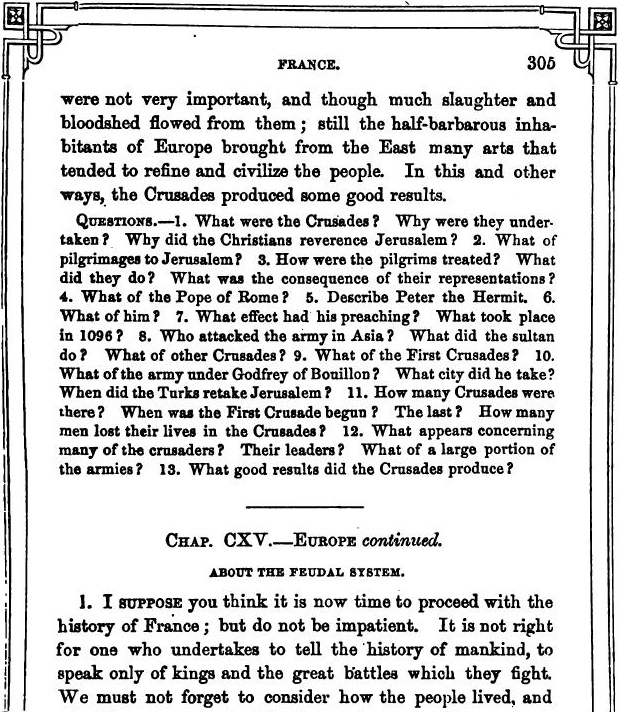 FRANCE. 305
were not very important, and though much slaughter and
bloodshed flowed from them; still the half-barbarous inha-
bitants of Europe brought from the East many arts that
tended to refine and civilize the people. In this and other
ways, the Crusades produced some good results.
QUESTIONS.—1. What were the Crusades? Why were they under-
taken? Why did the Christians reverence Jerusalem? 2. What of
pilgrimages to Jerusalem? 3. How were the pilgrims treated? What
did they do? What was the consequence of their representations?
4. What of the Pope of Rome? 5. Describe Peter the Hermit. 6.
What of him? 7. What effect had his preaching? What took place
in 1096? 8. Who attacked the army in Asia? What did the sultan
do? What of other Crusades? 9. What of the First Crusades? 10.
What of the army under Godfrey of Bouillon? What city did he take?
When did the Turks retake Jerusalem? 11. How many Crusades were
there? When was the First Crusade begun? The last? How many
men lost their lives in the Crusades? 12. What appears concerning
many of the crusaders? Their leaders? What of a large portion of
the armies? 13. What good results did the Crusades produce?
CHAP. CXV.—EUROPE continued.
ABOUT THE FEUDAL SYSTEM.
1. I SUPPOSE you think it is now time to proceed with the
history of France; but do not be impatient. It is not right
for one who undertakes to tell the history of mankind, to
speak only of kings and the great battles which they fight.
We must not forget to consider how the people lived, and